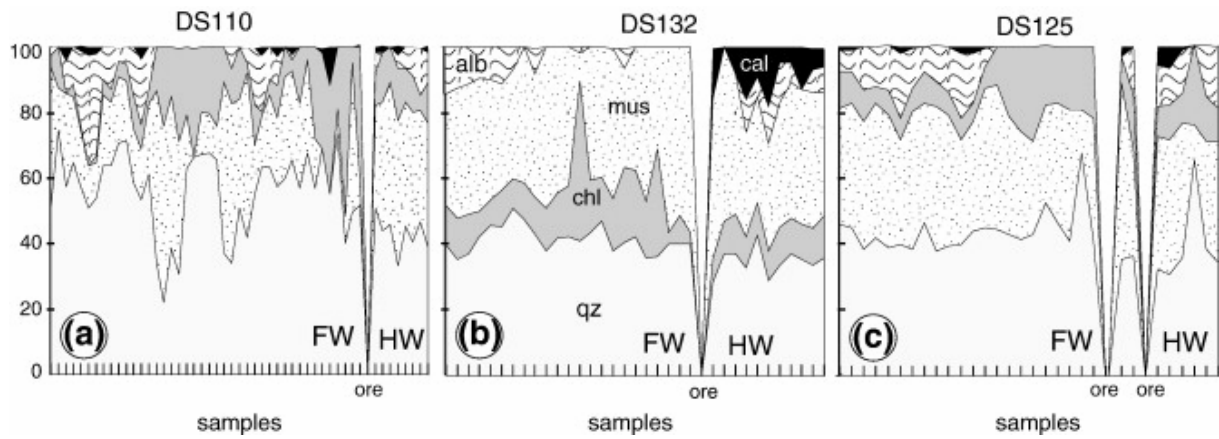 DS110 DS132 DS125
100
80
60
40
20
0
alb
mus
chl
qz
cal
(a) FW HW
(b) FW HW
(c) FW HW
ore ore ore ore
samples samples samples